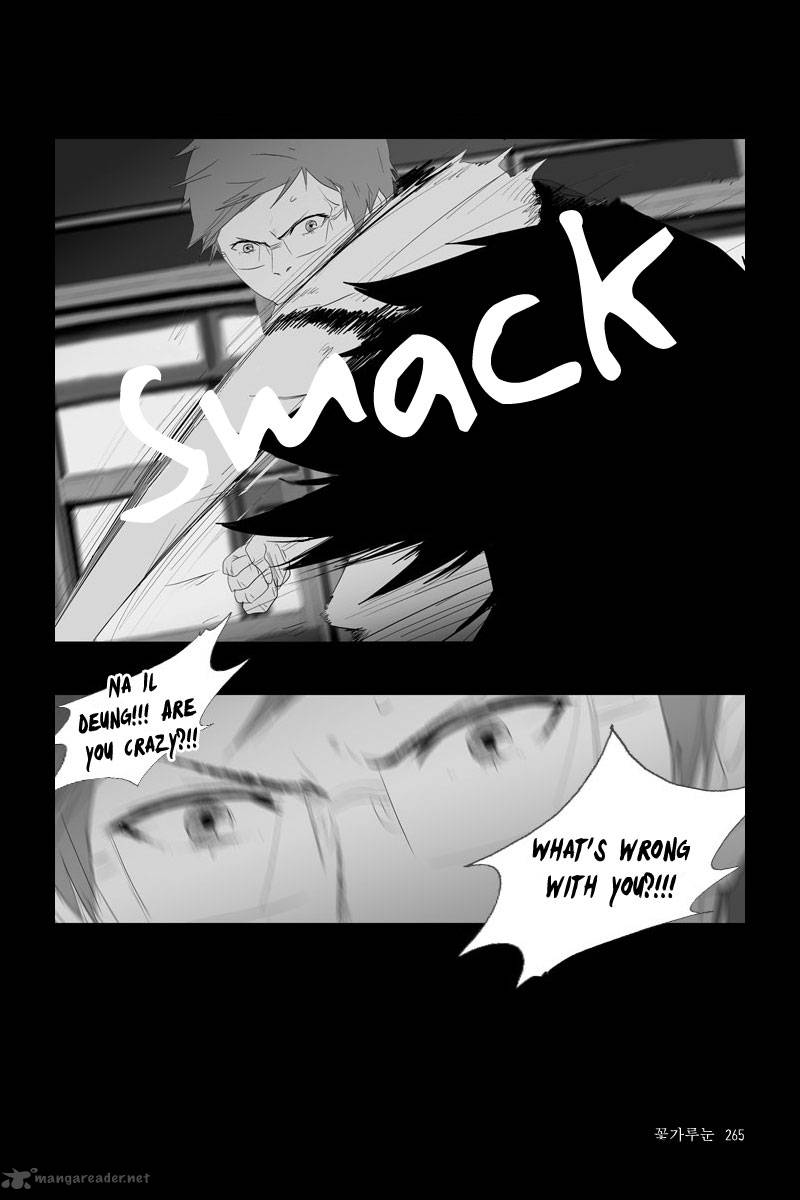 SMACK
NA IL
DEUNG!!! ARE
YOU CRAZY?!!
WHAT'S WRONG
WITH YOU?!!!
꽃가루눈 265
mangareader.net